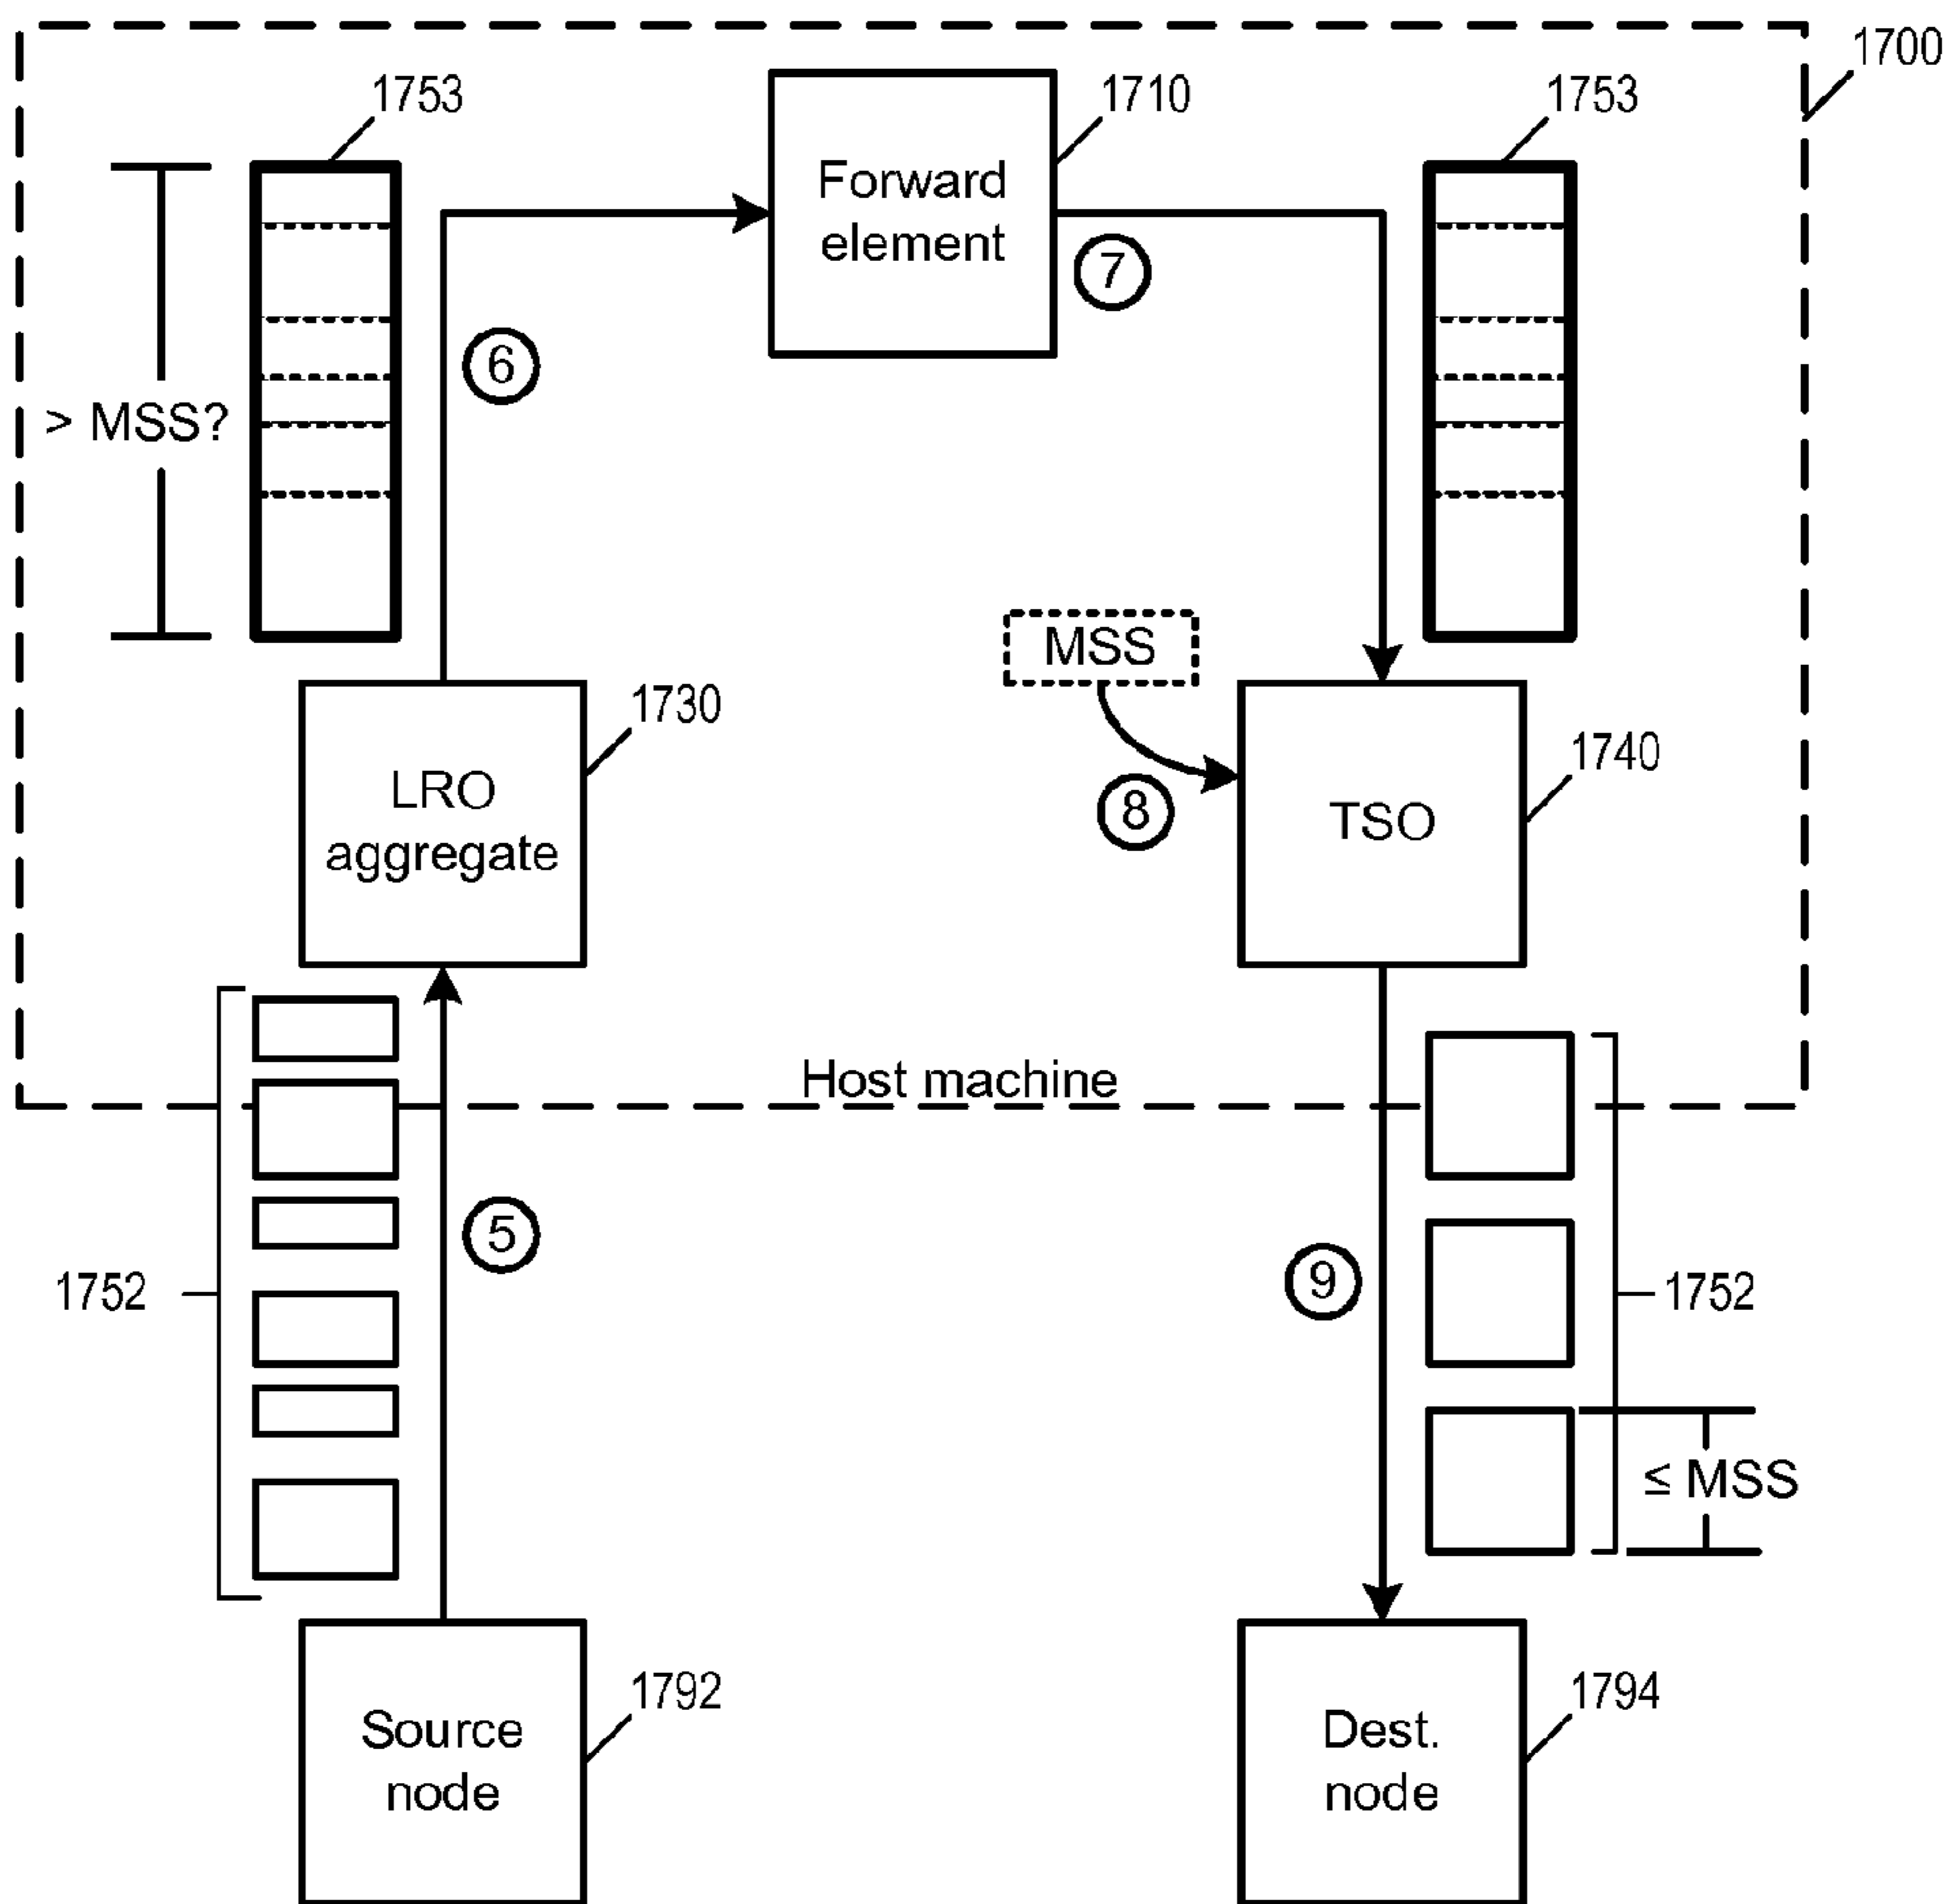 1700
1753
1710
1753
Forward
element
7
6
> MSS?
MSS
1730
1740
LRO
aggregate
8
TSO
Host machine
5
1752
9
1752
≤ MSS
1792
1794
Source
node
Dest.
node